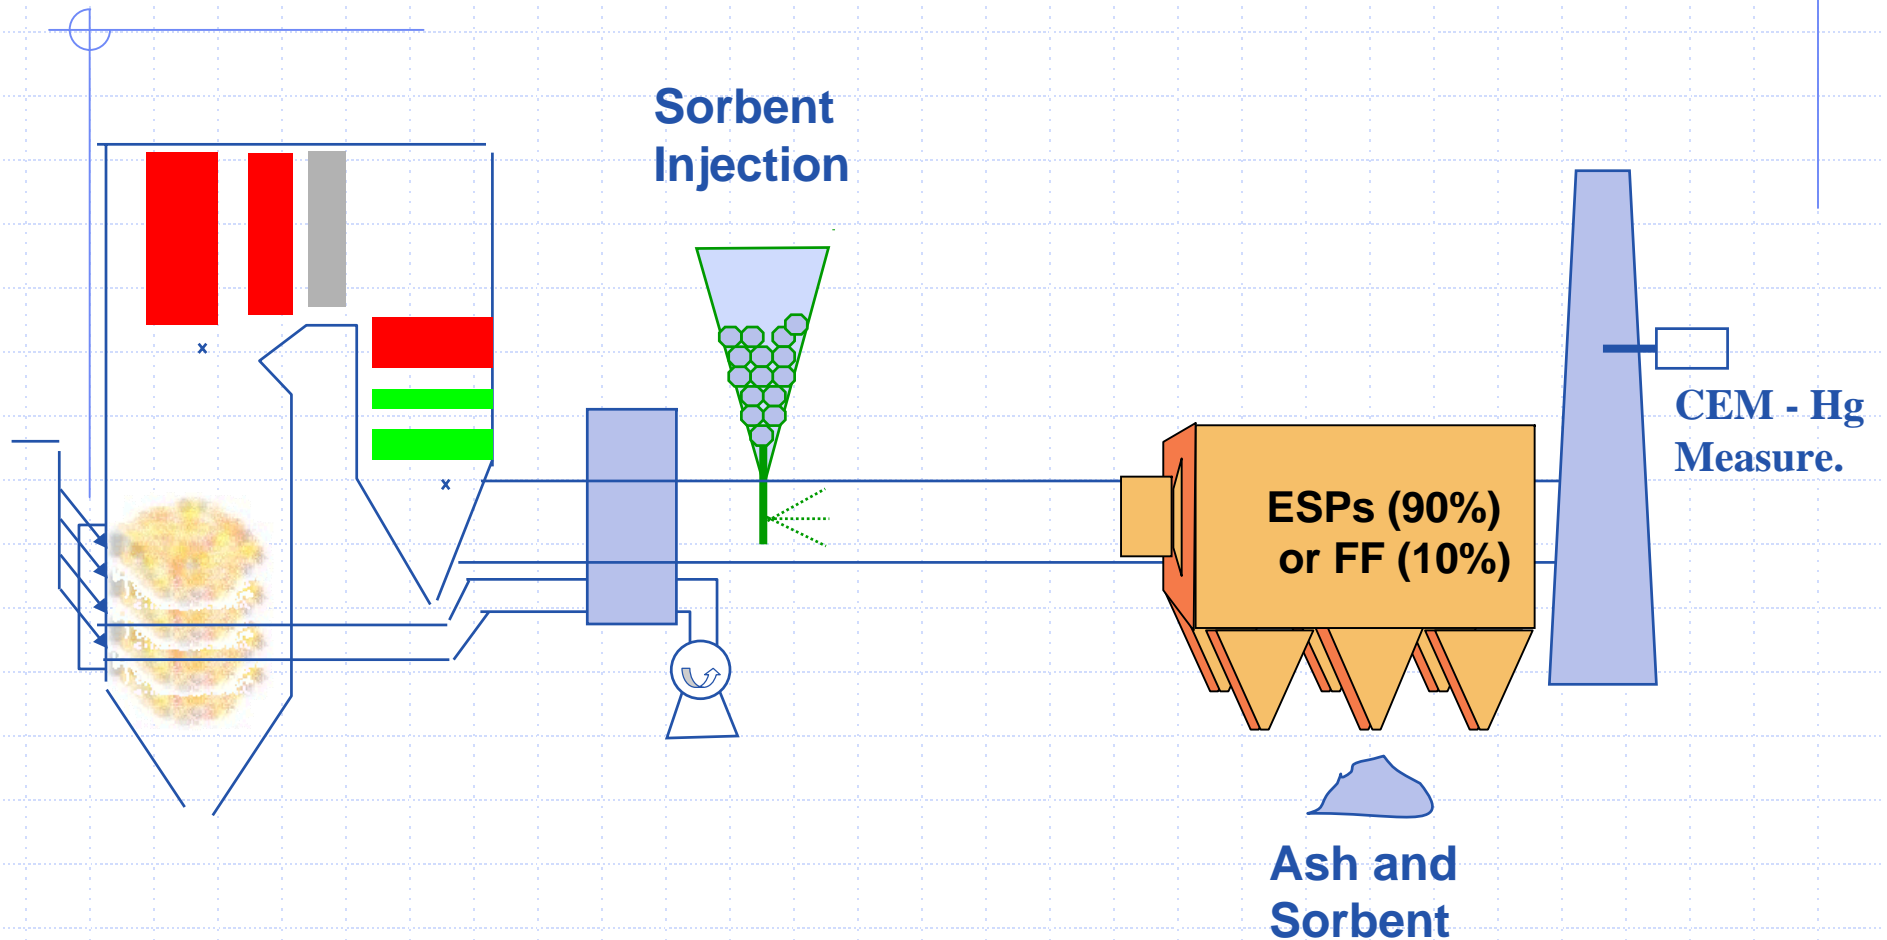 Sorbent
Injection
CEM - Hg
Measure.
ESPs (90%)
or FF (10%)
Ash and
Sorbent